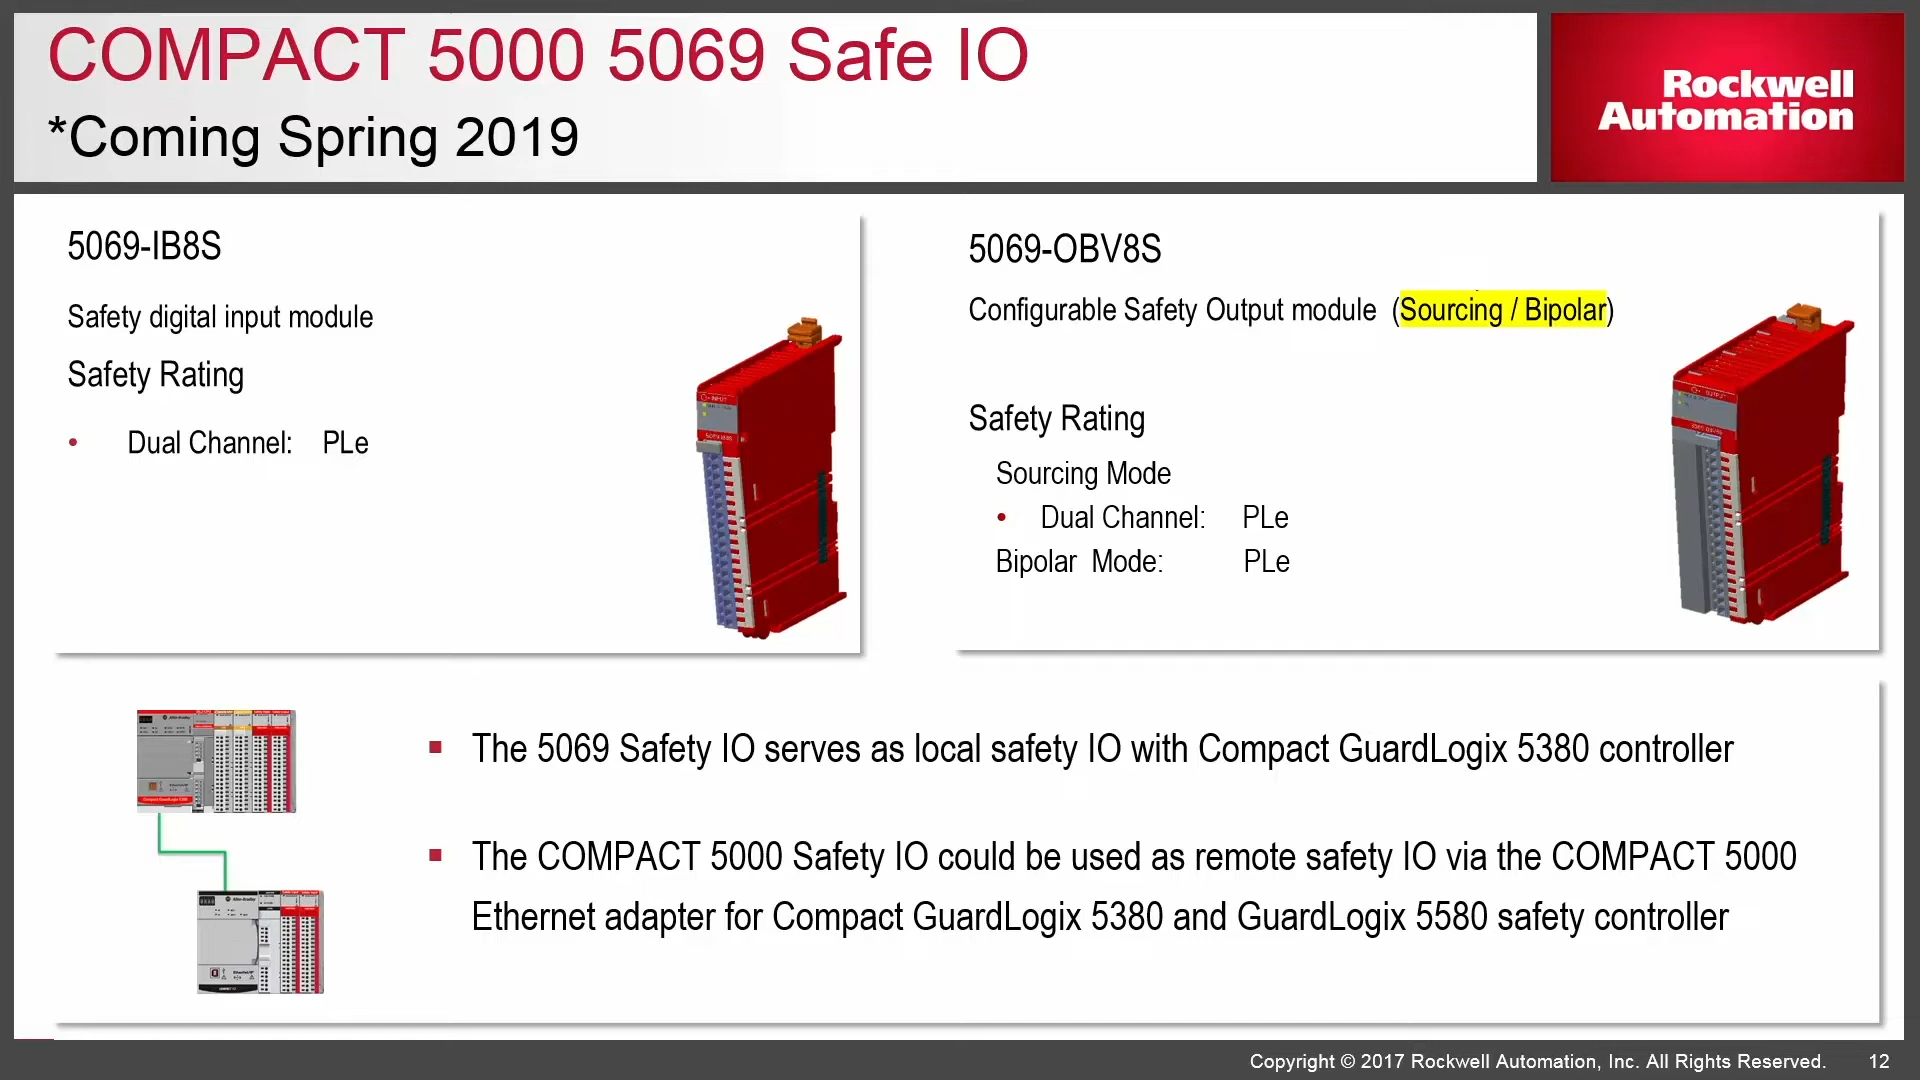 COMPACT 5000 5069 Safe IO
*Coming Spring 2019
Rockwell
Automation
5069-IB8S
Safety digital input module
Safety Rating
• Dual Channel: PLe
5069-OBV8S
Configurable Safety Output module (Sourcing / Bipolar)
Safety Rating
Sourcing Mode
• Dual Channel: PLe
Bipolar Mode: PLe
▪ The 5069 Safety IO serves as local safety IO with Compact GuardLogix 5380 controller
▪ The COMPACT 5000 Safety IO could be used as remote safety IO via the COMPACT 5000
Ethernet adapter for Compact GuardLogix 5380 and GuardLogix 5580 safety controller
Copyright © 2017 Rockwell Automation, Inc. All Rights Reserved. 12